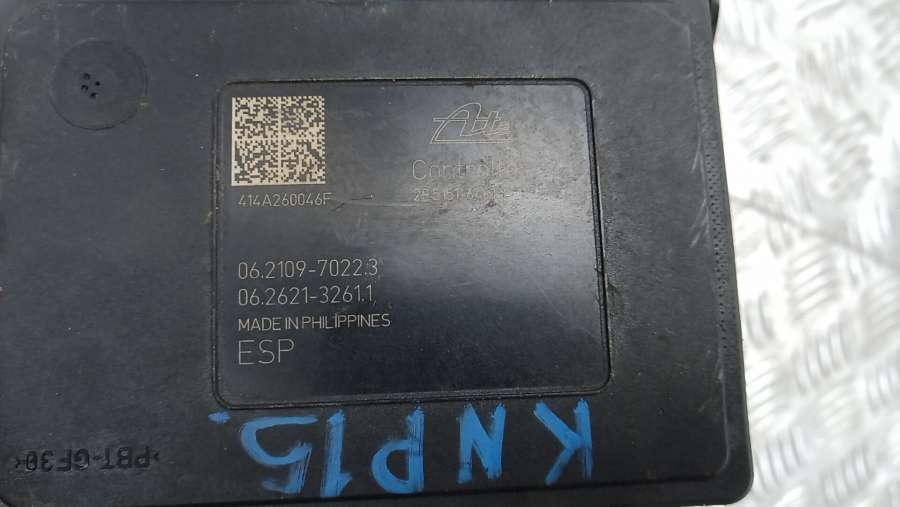 Ate
414A260046F
06.2109-7022.3
06.2621-3261.1
MADE IN PHILIPPINES
ESP
KNP15.
>PBT-GF30<